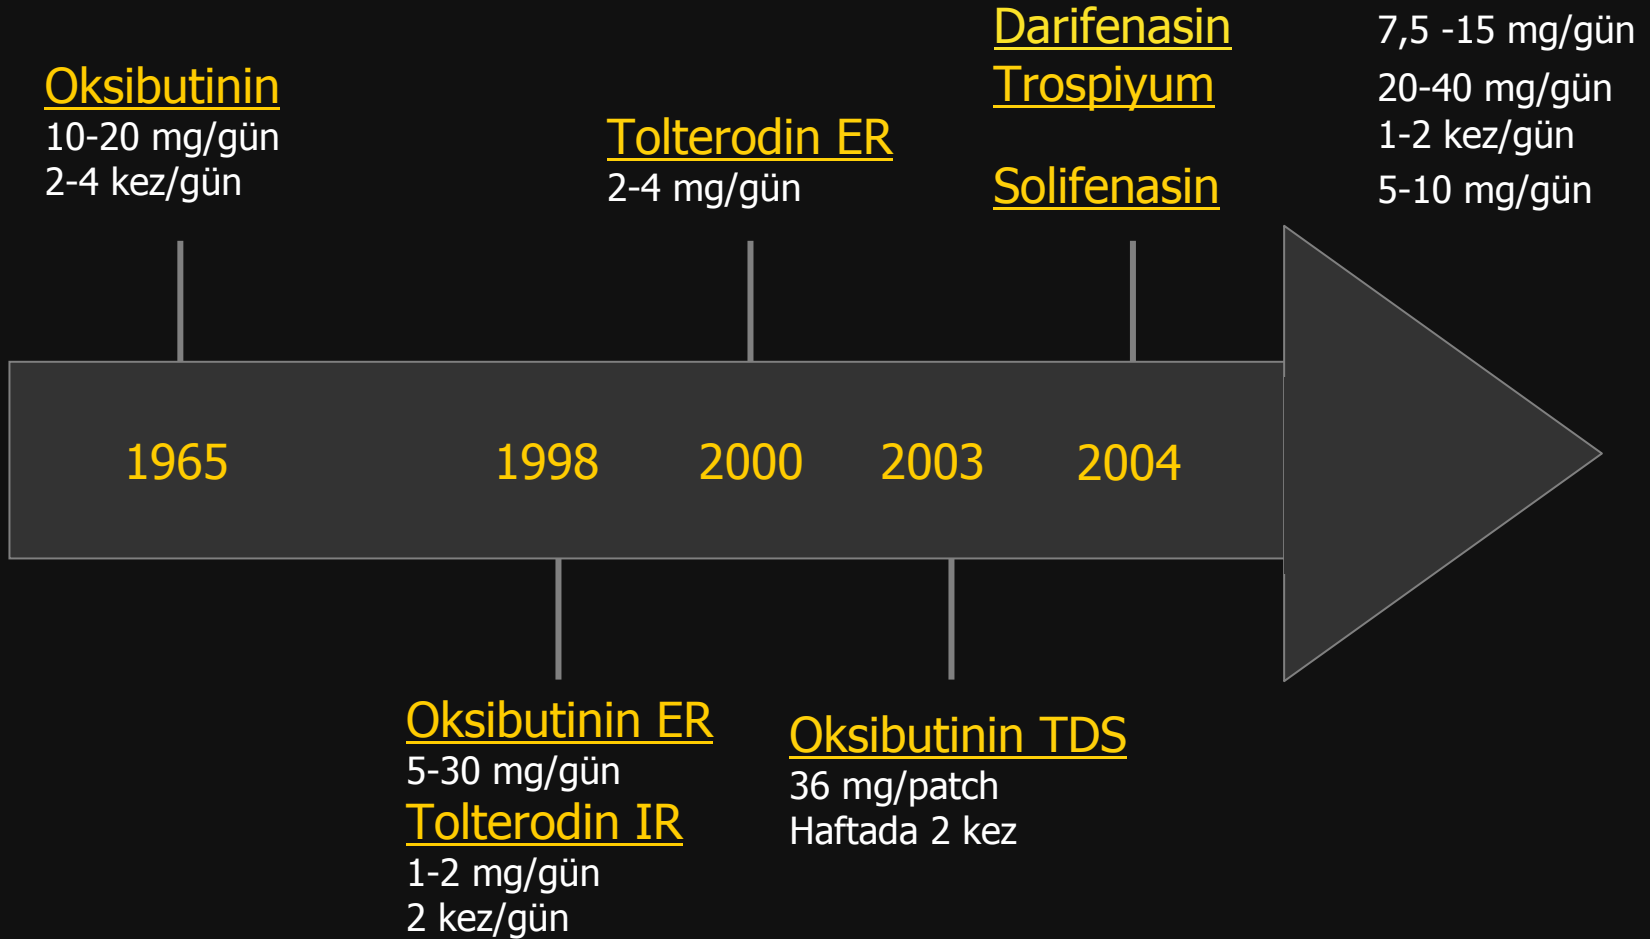 Oksibutinin
10-20 mg/gün
2-4 kez/gün
Tolterodin ER
2-4 mg/gün
Darifenasin 7,5 -15 mg/gün
Trospiyum 20-40 mg/gün
1-2 kez/gün
Solifenasin 5-10 mg/gün
1965 1998 2000 2003 2004
Oksibutinin ER
5-30 mg/gün
Tolterodin IR
1-2 mg/gün
2 kez/gün
Oksibutinin TDS
36 mg/patch
Haftada 2 kez